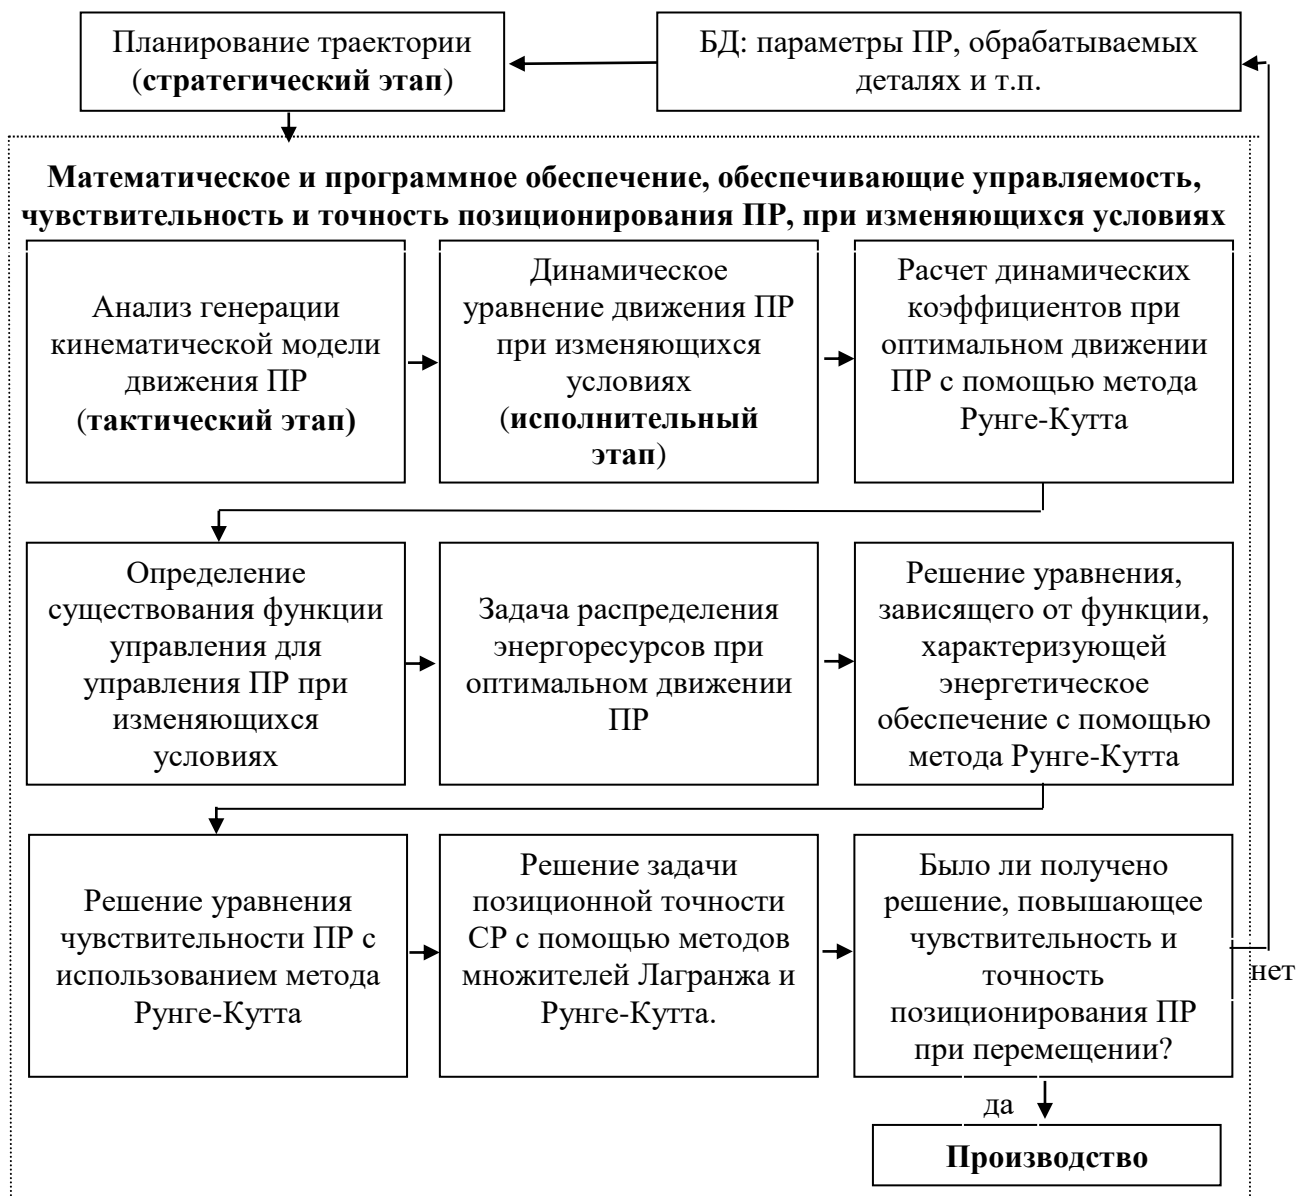 Планирование траектории
(стратегический этап)
БД: параметры ПР, обрабатываемых
деталях и т.п.
Математическое и программное обеспечение, обеспечивающие управляемость,
чувствительность и точность позиционирования ПР, при изменяющихся условиях
Анализ генерации
кинематической модели
движения ПР
(тактический этап)
Динамическое
уравнение движения ПР
при изменяющихся
условиях
(исполнительный
этап)
Расчет динамических
коэффициентов при
оптимальном движении
ПР с помощью метода
Рунге-Кутта
Определение
существования функции
управления для
управления ПР при
изменяющихся
условиях
Задача распределения
энергоресурсов при
оптимальном движении
ПР
Решение уравнения,
зависящего от функции,
характеризующей
энергетическое
обеспечение с помощью
метода Рунге-Кутта
Решение уравнения
чувствительности ПР с
использованием метода
Рунге-Кутта
Решение задачи
позиционной точности
СР с помощью методов
множителей Лагранжа и
Рунге-Кутта.
Было ли получено
решение, повышающее
чувствительность и
точность
позиционирования ПР
при перемещении?
нет
да
Производство